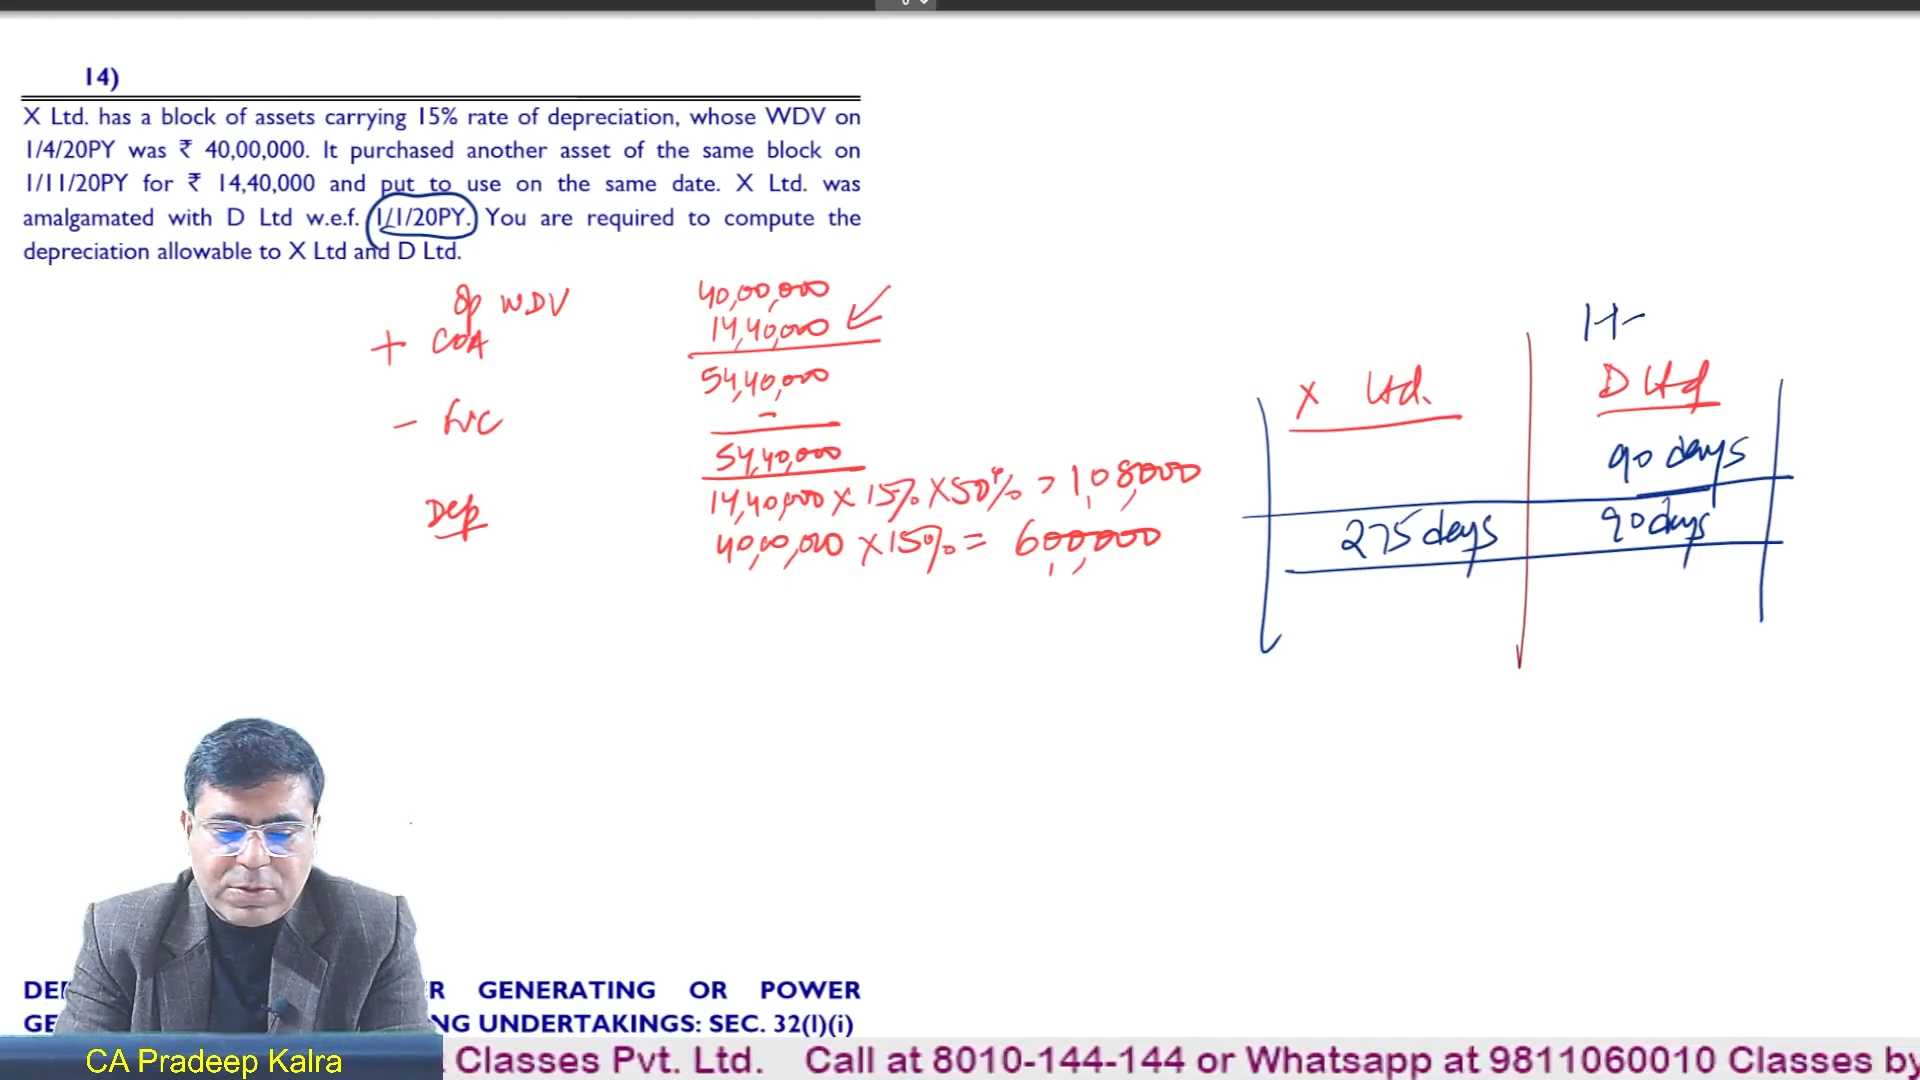 14)
X Ltd. has a block of assets carrying 15% rate of depreciation, whose WDV on
1/4/20PY was ₹ 40,00,000. It purchased another asset of the same block on
1/11/20PY for ₹ 14,40,000 and put to use on the same date. X Ltd. was
amalgamated with D Ltd w.e.f. 1/1/20PY. You are required to compute the
depreciation allowable to X Ltd and D Ltd.
Op WDV 40,00,000
+ COA 14,40,000
54,40,000
- -
54,40,000
Dep 14,40,000 × 15% × 50% = 1,08,000
40,00,000 × 15% = 6,00,000
X Ltd. D Ltd
90 days
275 days 90 days
GENERATING OR POWER
UNDERTAKINGS: SEC. 32(I)(i)
CA Pradeep Kalra
Classes Pvt. Ltd. Call at 8010-144-144 or Whatsapp at 9811060010 Classes by